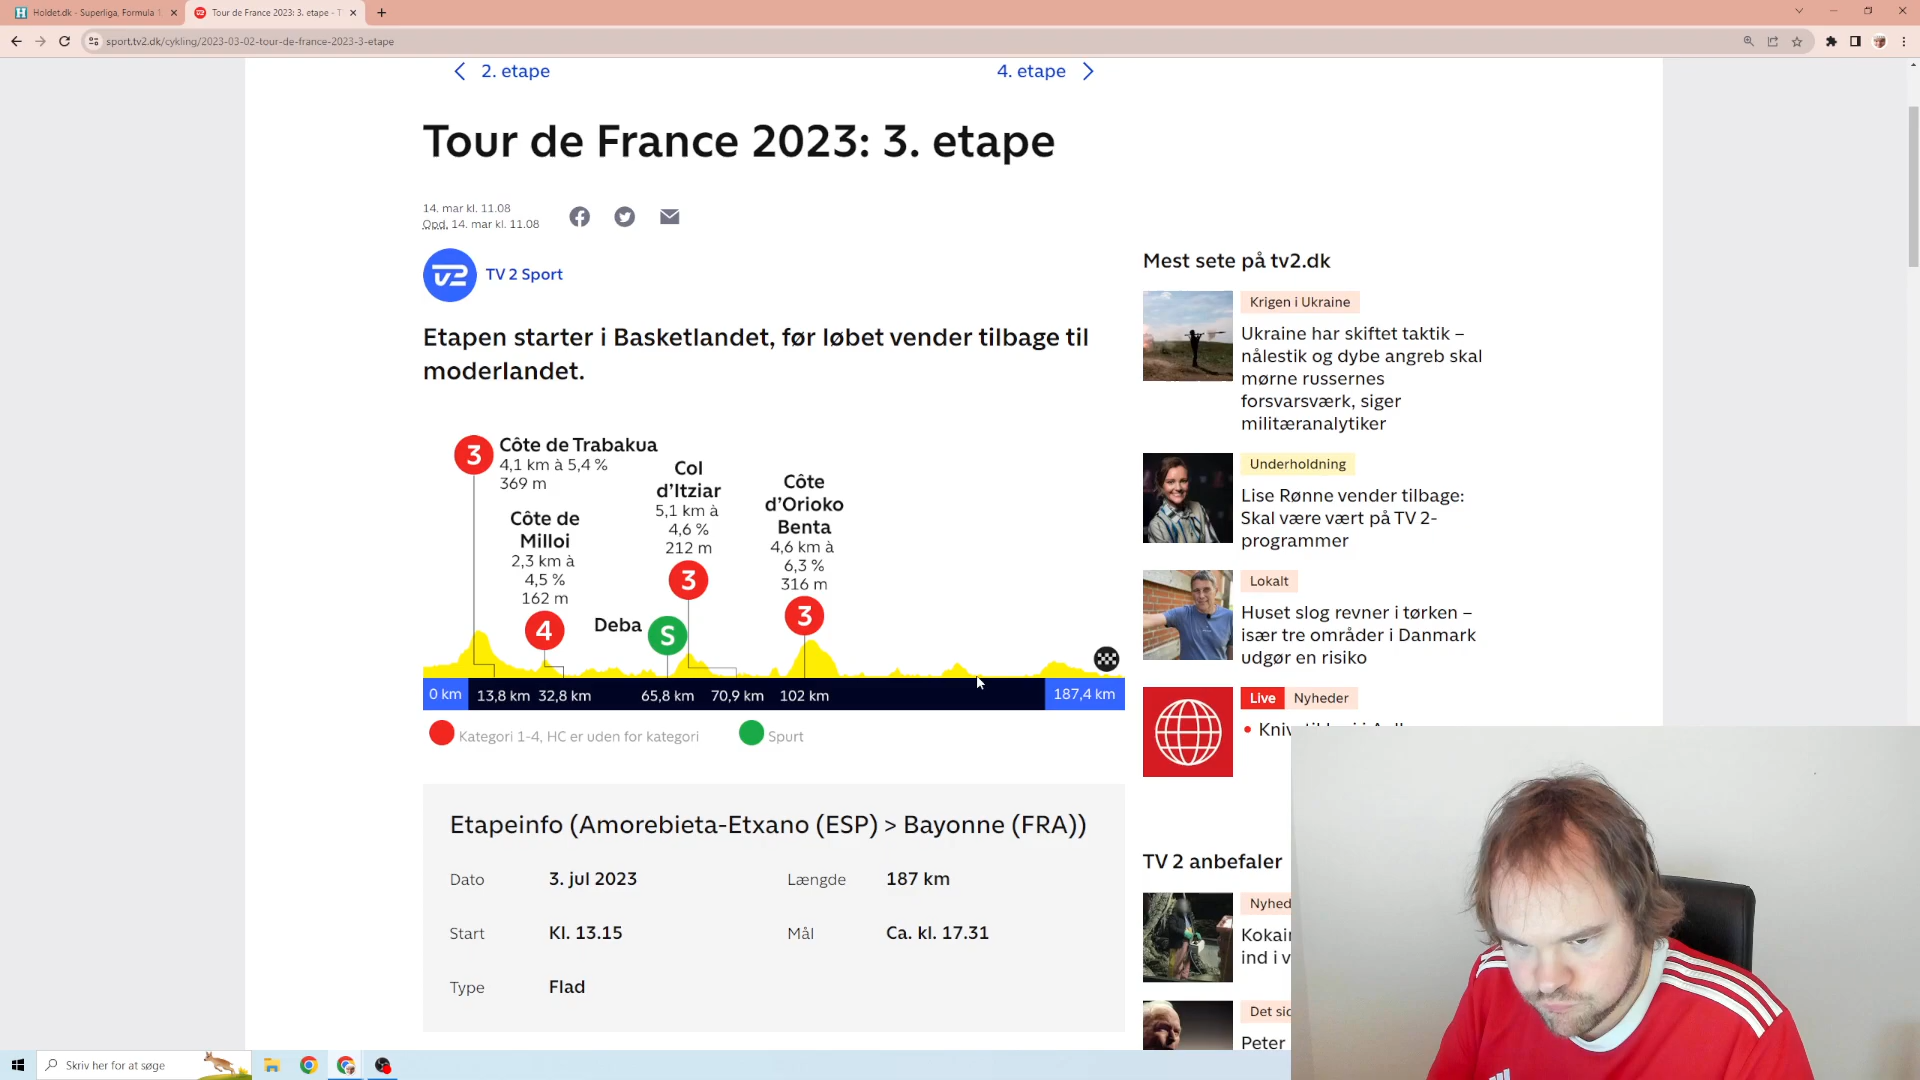 Holdet.dk - Superliga, Formula 1
Tour de France 2023: 3. etape - T
sport.tv2.dk/cykling/2023-03-02-tour-de-france-2023-3-etape
2. etape
4. etape
Tour de France 2023: 3. etape
14. mar kl. 11.08
Opd. 14. mar kl. 11.08
TV 2 Sport
Etapen starter i Basketlandet, før løbet vender tilbage til
moderlandet.
3
Côte de Trabakua
4,1 km à 5,4 %
369 m
Côte de
Milloi
2,3 km à
4,5 %
162 m
4
Deba
S
Col
d'Itziar
5,1 km à
4,6 %
212 m
3
Côte
d'Orioko
Benta
4,6 km à
6,3 %
316 m
3
0 km
13,8 km
32,8 km
65,8 km
70,9 km
102 km
187,4 km
Kategori 1-4, HC er uden for kategori
Spurt
Etapeinfo (Amorebieta-Etxano (ESP) > Bayonne (FRA))
Dato
3. jul 2023
Længde
187 km
Start
Kl. 13.15
Mål
Ca. kl. 17.31
Type
Flad
Mest sete på tv2.dk
Krigen i Ukraine
Ukraine har skiftet taktik –
nålestik og dybe angreb skal
mørne russernes
forsvarsværk, siger
militæranalytiker
Underholdning
Lise Rønne vender tilbage:
Skal være vært på TV 2-
programmer
Lokalt
Huset slog revner i tørken –
især tre områder i Danmark
udgør en risiko
Live
Nyheder
TV 2 anbefaler
Nyhed
Kokai
ind i v
Det sid
Peter
Skriv her for at søge